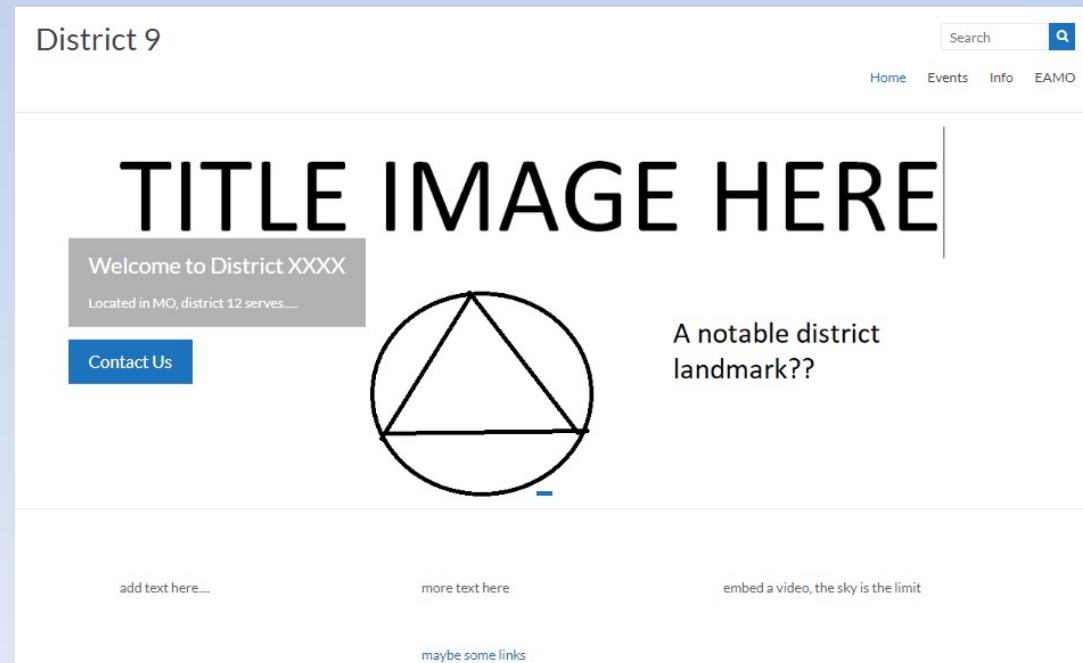 District 9
Search
Home Events Info EAMO
TITLE IMAGE HERE
Welcome to District XXXX
Located in MO, district 12 serves....
Contact Us
A notable district
landmark??
add text here....
more text here
embed a video, the sky is the limit
maybe some links